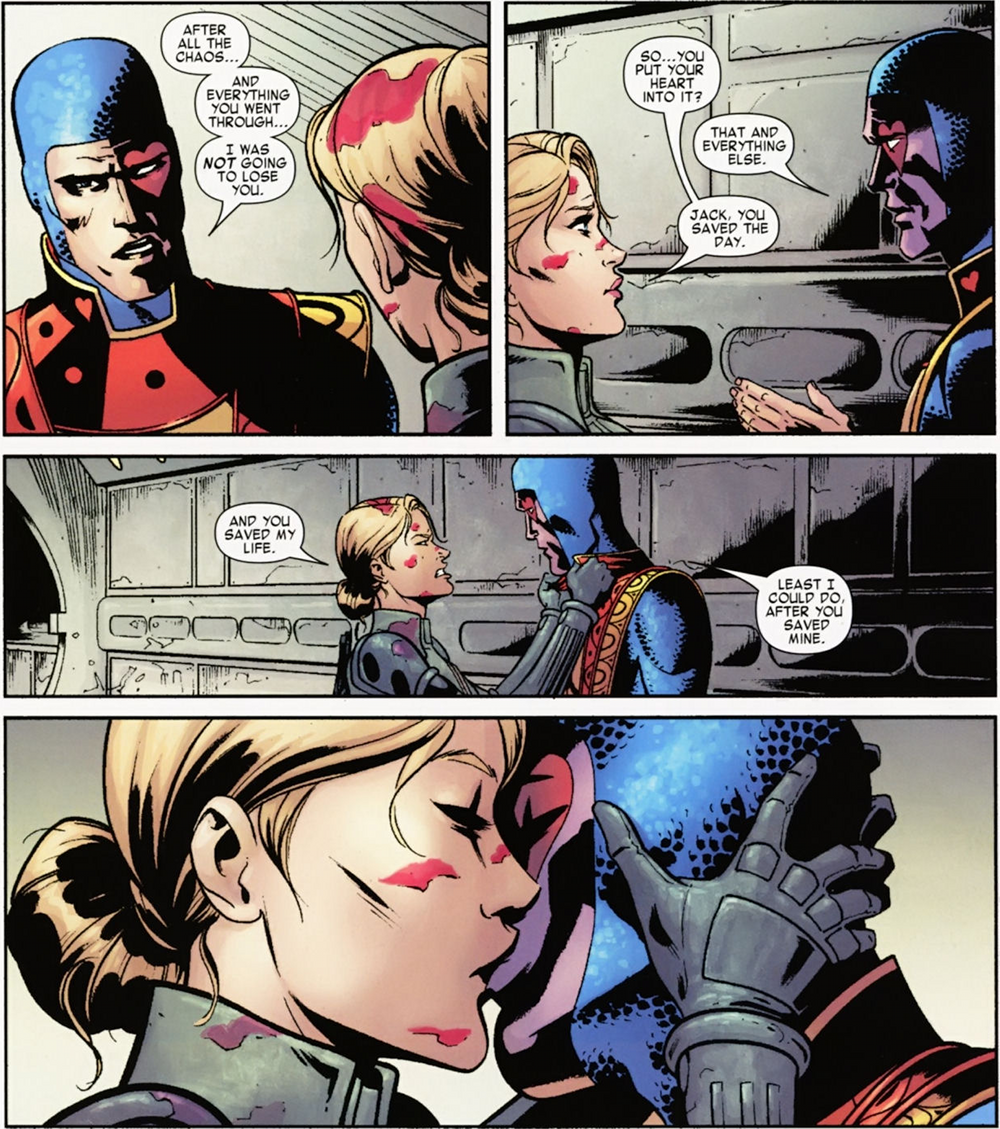 AFTER
ALL THE
CHAOS...
AND
EVERYTHING
YOU WENT
THROUGH...
I WAS
NOT GOING
TO LOSE
YOU.
SO...YOU
PUT YOUR
HEART
INTO IT?
THAT AND
EVERYTHING
ELSE.
JACK, YOU
SAVED THE
DAY.
AND YOU
SAVED MY
LIFE.
LEAST I
COULD DO,
AFTER YOU
SAVED
MINE.